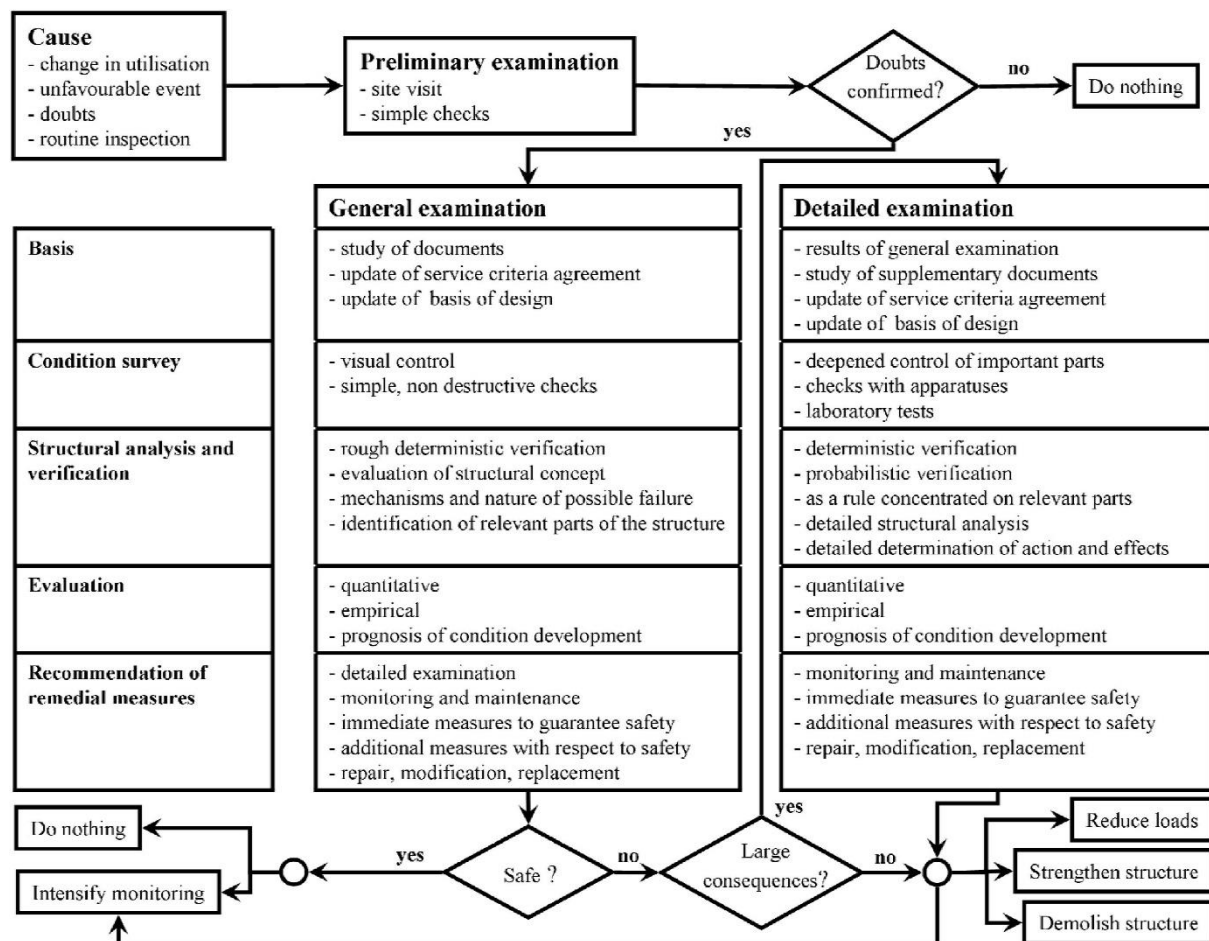 Cause
- change in utilisation
- unfavourable event
- doubts
- routine inspection
Preliminary examination
- site visit
- simple checks
Doubts
confirmed?
no
Do nothing
yes
General examination
Detailed examination
Basis
- study of documents
- update of service criteria agreement
- update of basis of design
- results of general examination
- study of supplementary documents
- update of service criteria agreement
- update of basis of design
Condition survey
- visual control
- simple, non destructive checks
- deepened control of important parts
- checks with apparatuses
- laboratory tests
Structural analysis and
verification
- rough deterministic verification
- evaluation of structural concept
- mechanisms and nature of possible failure
- identification of relevant parts of the structure
- deterministic verification
- probabilistic verification
- as a rule concentrated on relevant parts
- detailed structural analysis
- detailed determination of action and effects
Evaluation
- quantitative
- empirical
- prognosis of condition development
- quantitative
- empirical
- prognosis of condition development
Recommendation of
remedial measures
- detailed examination
- monitoring and maintenance
- immediate measures to guarantee safety
- additional measures with respect to safety
- repair, modification, replacement
- monitoring and maintenance
- immediate measures to guarantee safety
- additional measures with respect to safety
- repair, modification, replacement
Do nothing
Intensify monitoring
yes
Safe ?
no
yes
Large
consequences?
no
Reduce loads
Strengthen structure
Demolish structure